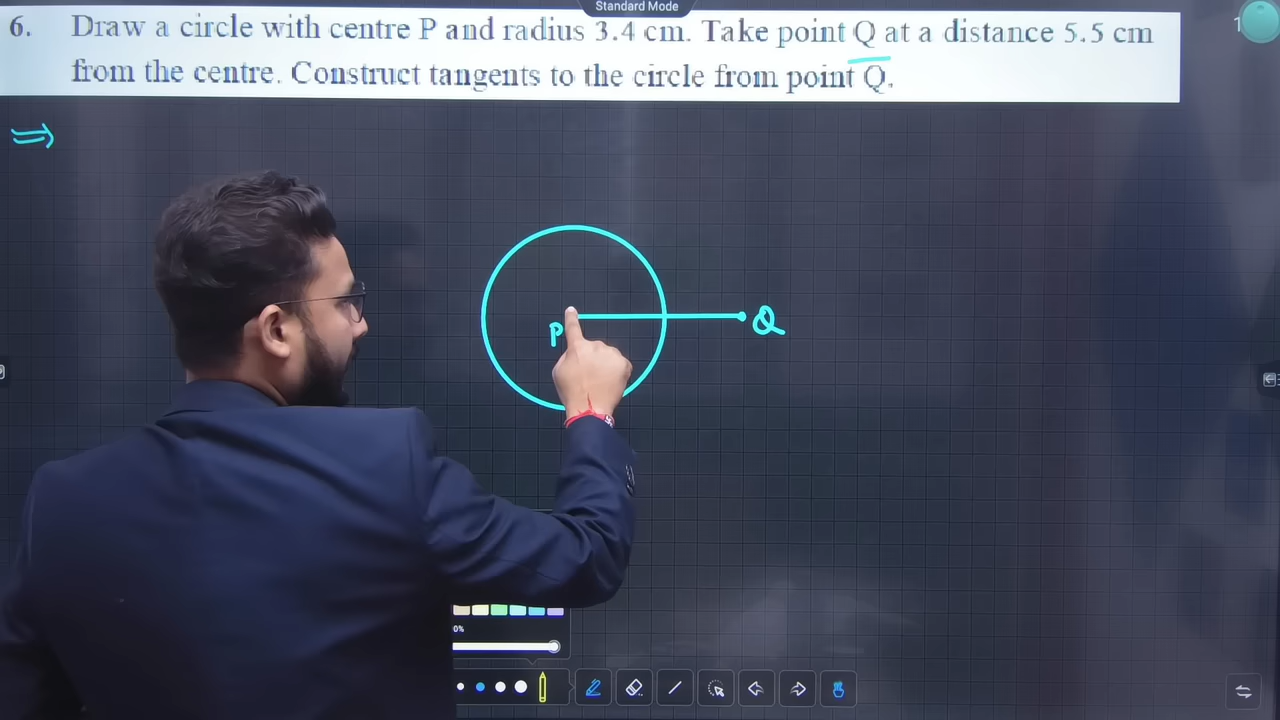 Standard Mode
6. Draw a circle with centre P and radius 3.4 cm. Take point Q at a distance 5.5 cm
from the centre. Construct tangents to the circle from point Q.
⇒
P
Q
0%